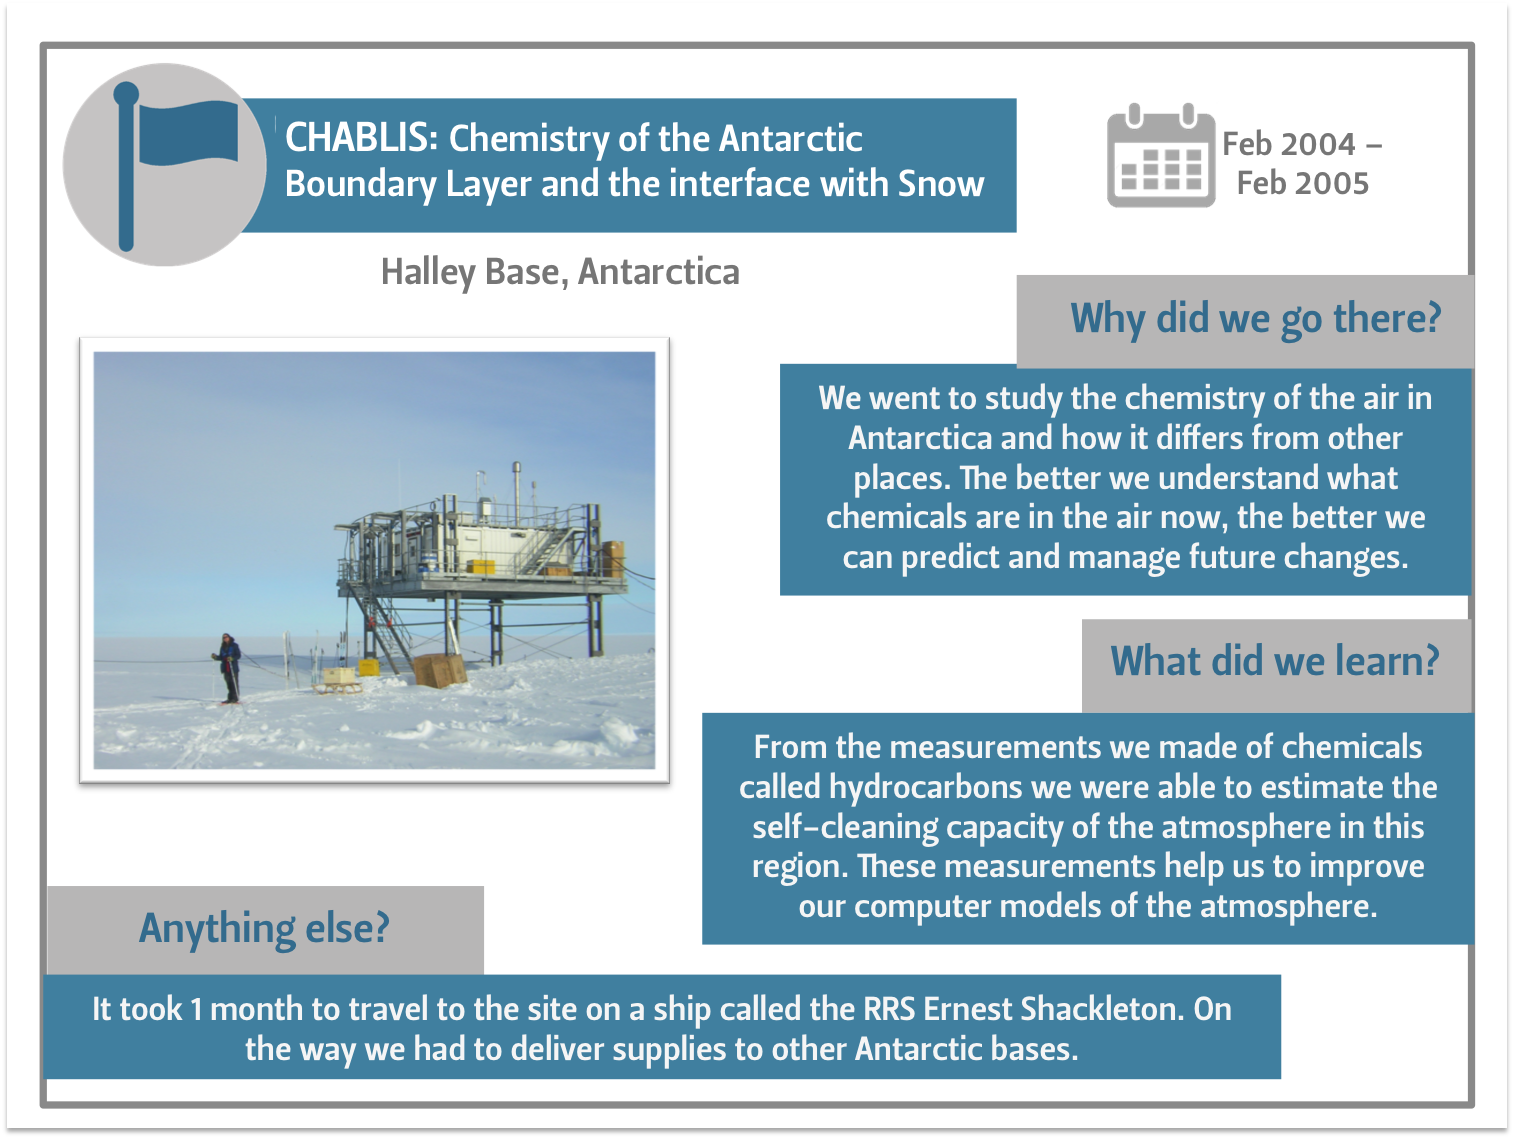 CHABLIS: Chemistry of the Antarctic
Boundary Layer and the interface with Snow
Feb 2004 –
Feb 2005
Halley Base, Antarctica
Why did we go there?
We went to study the chemistry of the air in
Antarctica and how it differs from other
places. The better we understand what
chemicals are in the air now, the better we
can predict and manage future changes.
What did we learn?
From the measurements we made of chemicals
called hydrocarbons we were able to estimate the
self–cleaning capacity of the atmosphere in this
region. These measurements help us to improve
our computer models of the atmosphere.
Anything else?
It took 1 month to travel to the site on a ship called the RRS Ernest Shackleton. On
the way we had to deliver supplies to other Antarctic bases.